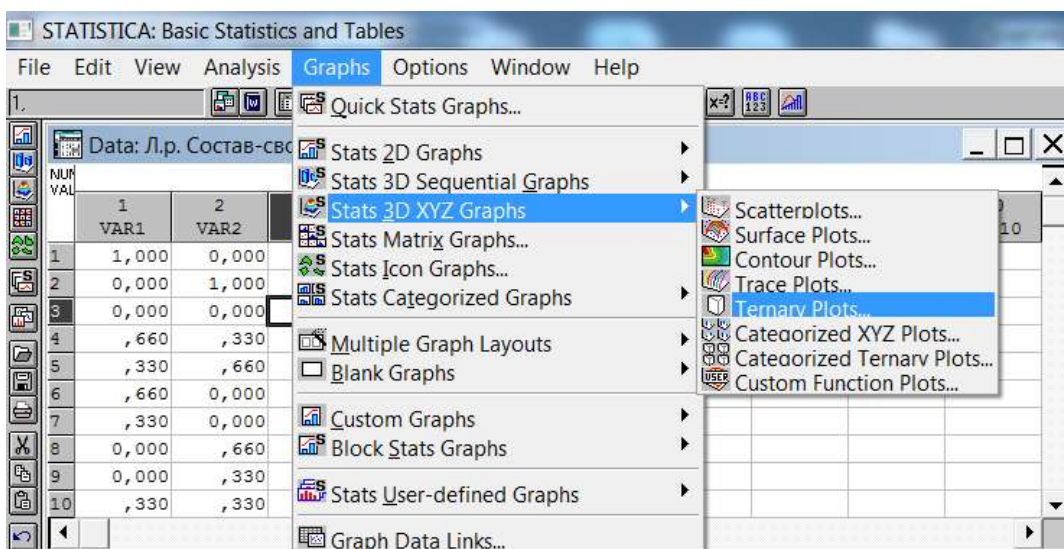 STATISTICA: Basic Statistics and Tables
File Edit View Analysis Graphs Options Window Help
1,
Quick Stats Graphs...
x=? ABC 123
Data: Л.р. Состав-сво
Stats 2D Graphs
Stats 3D Sequential Graphs
Stats 3D XYZ Graphs
Stats Matrix Graphs...
Stats Icon Graphs...
Stats Categorized Graphs
Multiple Graph Layouts
Blank Graphs
Custom Graphs
Block Stats Graphs
Stats User-defined Graphs
Graph Data Links...
Scatterplots...
Surface Plots...
Contour Plots...
Trace Plots...
Ternary Plots...
Categorized XYZ Plots...
Categorized Ternary Plots...
Custom Function Plots...
NUM
VAL
1 2
VAR1 VAR2
10
1 1,000 0,000
2 0,000 1,000
3 0,000 0,000
4 ,660 ,330
5 ,330 ,660
6 ,660 0,000
7 ,330 0,000
8 0,000 ,660
9 0,000 ,330
10 ,330 ,330